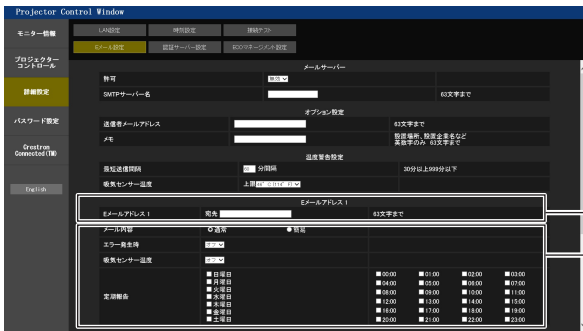 Projector Control Window
モニター情報
プロジェクター
コントロール
詳細設定
パスワード設定
Crestron
Connected(TM)
English
LAN設定 時刻設定 接続テスト
Eメール設定 認証サーバー設定 ECOマネージメント設定
メールサーバー
許可 無効
SMTPサーバー名 63文字まで
オプション設定
送信者メールアドレス 63文字まで
メモ 設置場所、設置企業名など
英数字のみ 63文字まで
温度警告設定
最短送信間隔 60 分間隔 30分以上999分以下
吸気センサー温度 上限 46°C(114°F)
Eメールアドレス 1
Eメールアドレス 1 宛先 63文字まで
メール内容 通常 簡易
エラー発生時 オフ
吸気センサー温度 オフ
定期報告
日曜日 00:00 01:00 02:00 03:00
月曜日 04:00 05:00 06:00 07:00
火曜日 08:00 09:00 10:00 11:00
水曜日
木曜日 12:00 13:00 14:00 15:00
金曜日 16:00 17:00 18:00 19:00
土曜日 20:00 21:00 22:00 23:00